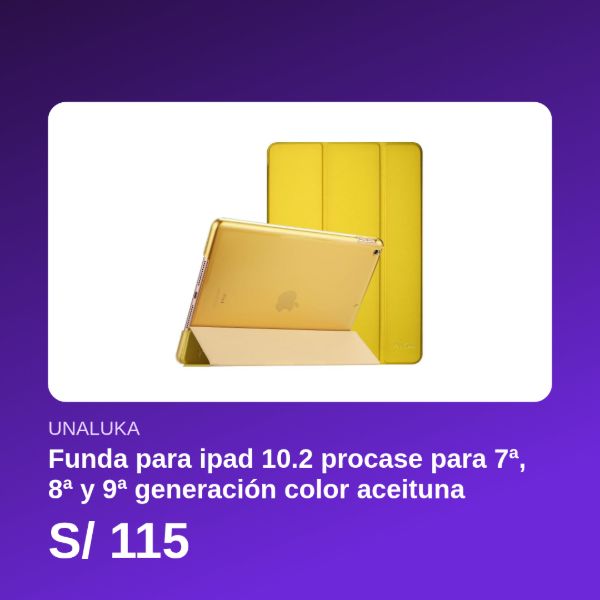 UNALUKA
Funda para ipad 10.2 procase para 7ª,
8ª y 9ª generación color aceituna
S/ 115